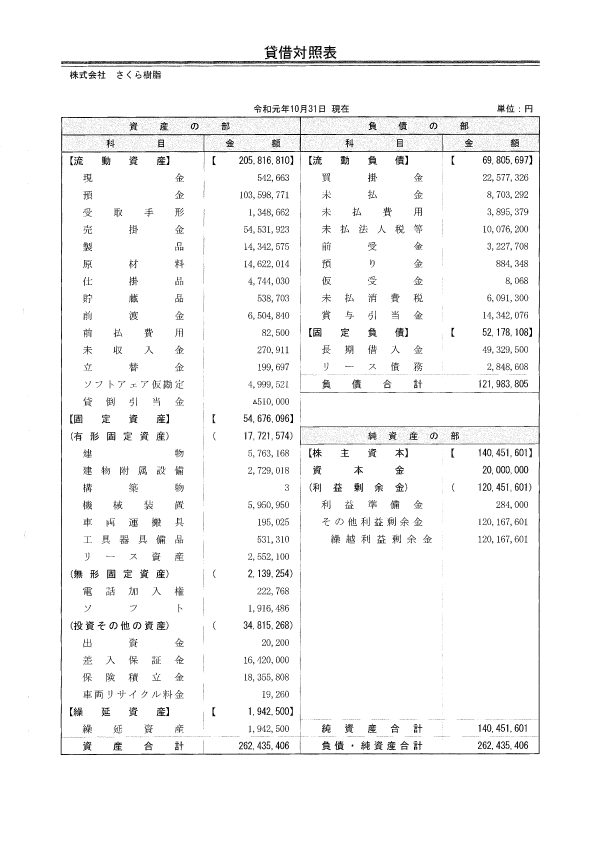 貸借対照表
株式会社 さくら樹脂
令和元年10月31日 現在 単位：円
資産の部
科目 金額
【流動資産】 【 205,816,810】
現金 542,663
預金 103,598,771
受取手形 1,348,662
売掛金 54,531,923
製品 14,342,575
原材料 14,622,014
仕掛品 4,744,030
貯蔵品 538,703
前渡金 6,504,840
前払費用 82,500
未収入金 270,911
立替金 199,697
ソフトアェア仮勘定 4,999,521
貸倒引当金 △510,000
【固定資産】 【 54,676,096】
(有形固定資産) ( 17,721,574)
建物 5,763,168
建物附属設備 2,729,018
構築物 3
機械装置 5,950,950
車両運搬具 195,025
工具器具備品 531,310
リース資産 2,552,100
(無形固定資産) ( 2,139,254)
電話加入権 222,768
ソフト 1,916,486
(投資その他の資産) ( 34,815,268)
出資金 20,200
差入保証金 16,420,000
保険積立金 18,355,808
車両リサイクル料金 19,260
【繰延資産】 【 1,942,500】
繰延資産 1,942,500
資産合計 262,435,406
負債の部
科目 金額
【流動負債】 【 69,805,697】
買掛金 22,577,326
未払金 8,703,292
未払費用 3,895,379
未払法人税等 10,076,200
前受金 3,227,708
預り金 884,348
仮受金 8,068
未払消費税 6,091,300
賞与引当金 14,342,076
【固定負債】 【 52,178,108】
長期借入金 49,329,500
リース債務 2,848,608
負債合計 121,983,805
純資産の部
【株主資本】 【 140,451,601】
資本金 20,000,000
(利益剰余金) ( 120,451,601)
利益準備金 284,000
その他利益剰余金 120,167,601
繰越利益剰余金 120,167,601
純資産合計 140,451,601
負債・純資産合計 262,435,406